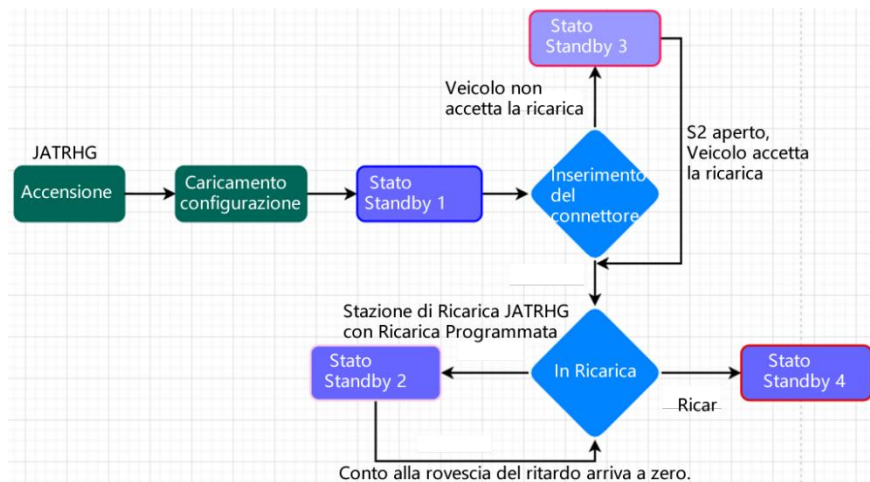 Stato
Standby 3
Veicolo non
accetta la ricarica
S2 aperto,
Veicolo accetta
la ricarica
JATRHG
Accensione
Caricamento
configurazione
Stato
Standby 1
Inserimento
del
connettore
Stazione di Ricarica JATRHG
con Ricarica Programmata
Stato
Standby 2
In Ricarica
Stato
Standby 4
Ricar
Conto alla rovescia del ritardo arriva a zero.